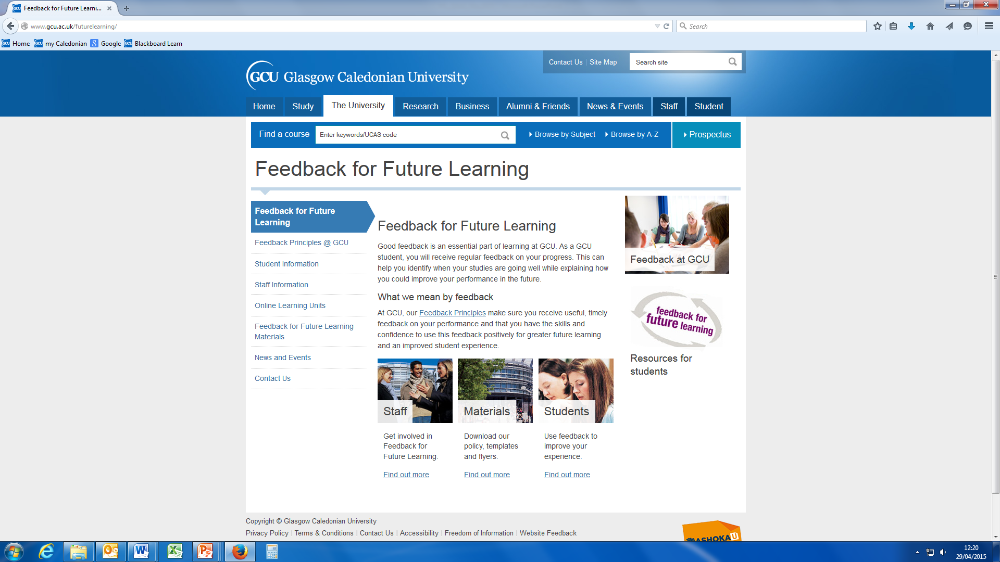 Feedback for Future Learni...
www.gcu.ac.uk/futurelearning/
Search
Home my Caledonian Google Blackboard Learn
Contact Us | Site Map
Search site
GCU Glasgow Caledonian University
Home Study The University Research Business Alumni & Friends News & Events Staff Student
Find a course
Enter keywords/UCAS code
Browse by Subject Browse by A-Z Prospectus
Feedback for Future Learning
Feedback for Future
Learning
Feedback Principles @ GCU
Student Information
Staff Information
Online Learning Units
Feedback for Future Learning
Materials
News and Events
Contact Us
Feedback for Future Learning
Good feedback is an essential part of learning at GCU. As a GCU
student, you will receive regular feedback on your progress. This can
help you identify when your studies are going well while explaining how
you could improve your performance in the future.
What we mean by feedback
At GCU, our Feedback Principles make sure you receive useful, timely
feedback on your performance and that you have the skills and
confidence to use this feedback positively for greater future learning
and an improved student experience.
Staff
Get involved in
Feedback for
Future Learning.
Find out more
Materials
Download our
policy, templates
and flyers.
Find out more
Students
Use feedback to
improve your
experience.
Find out more
Feedback at GCU
feedback for
future learning
Resources for
students
Copyright © Glasgow Caledonian University
Privacy Policy | Terms & Conditions | Contact Us | Accessibility | Freedom of Information | Website Feedback
ASHOKA U
12:20
29/04/2015